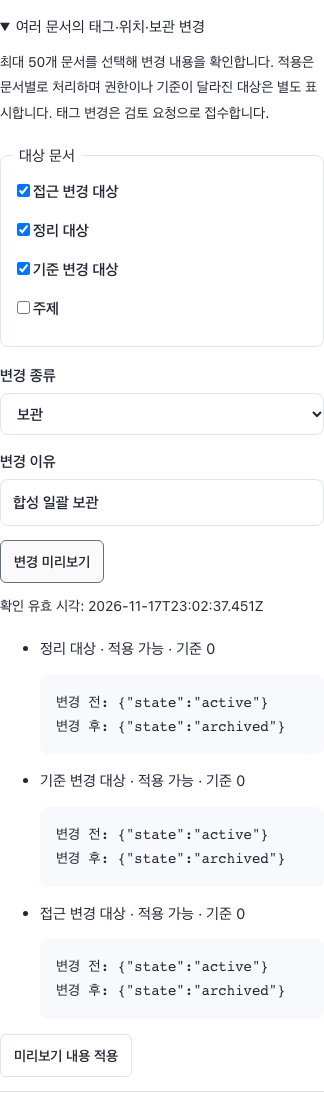 ▼ 여러 문서의 태그·위치·보관 변경
최대 50개 문서를 선택해 변경 내용을 확인합니다. 적용은
문서별로 처리하며 권한이나 기준이 달라진 대상은 별도 표
시합니다. 태그 변경은 검토 요청으로 접수합니다.
대상 문서
접근 변경 대상
정리 대상
기준 변경 대상
주제
변경 종류
보관
변경 이유
합성 일괄 보관
변경 미리보기
확인 유효 시각: 2026-11-17T23:02:37.451Z
• 정리 대상 · 적용 가능 · 기준 0
변경 전: {"state":"active"}
변경 후: {"state":"archived"}
• 기준 변경 대상 · 적용 가능 · 기준 0
변경 전: {"state":"active"}
변경 후: {"state":"archived"}
• 접근 변경 대상 · 적용 가능 · 기준 0
변경 전: {"state":"active"}
변경 후: {"state":"archived"}
미리보기 내용 적용